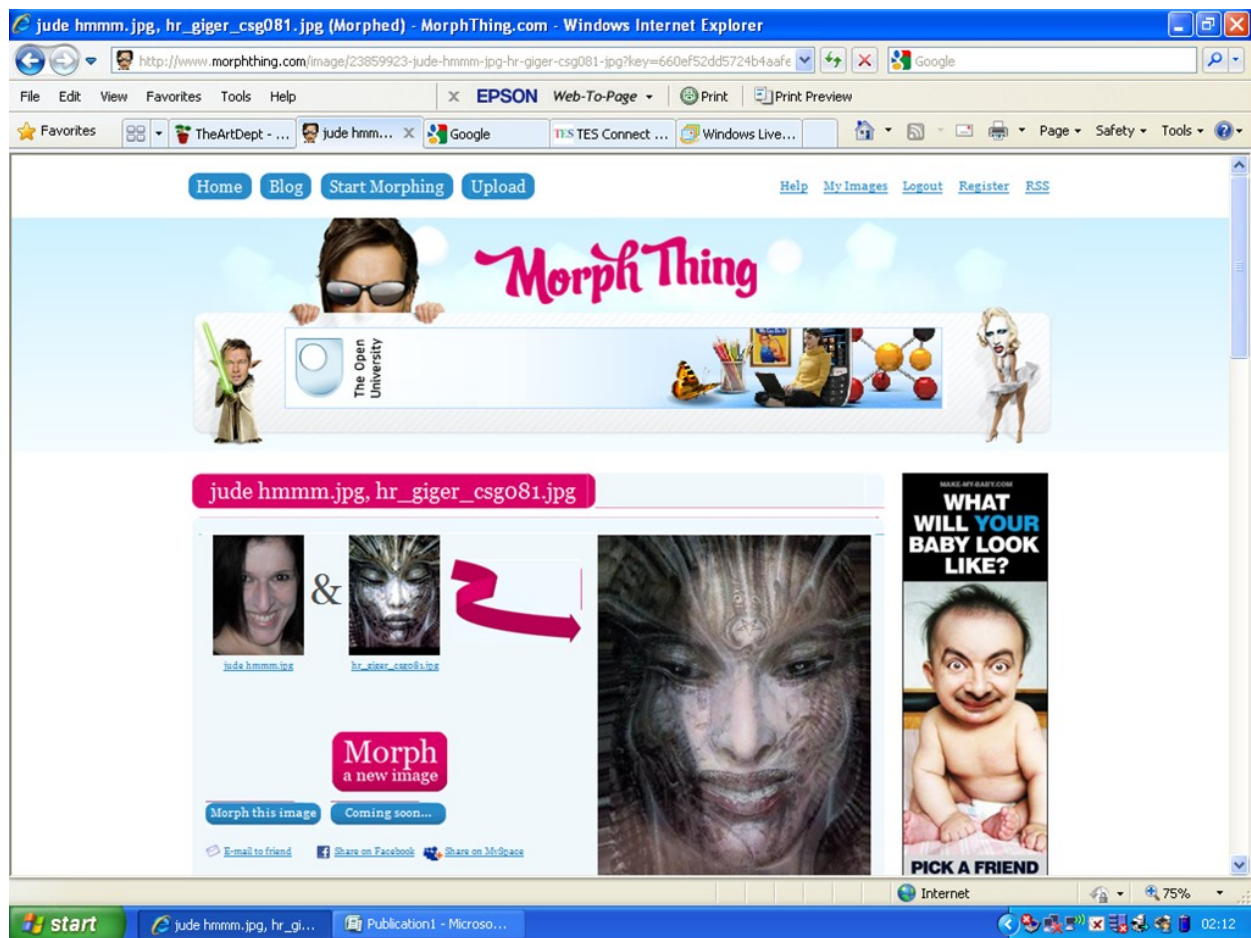 jude hmmm.jpg, hr_giger_csg081.jpg (Morphed) - MorphThing.com - Windows Internet Explorer
http://www.morphthing.com/image/23859923-jude-hmmm-jpg-hr-giger-csg081-jpg?key=660ef52dd5724b4aafe
Google
File Edit View Favorites Tools Help
X EPSON Web-To-Page Print Print Preview
Favorites
TheArtDept - ...
jude hmm... X
Google
TES TES Connect ...
Windows Live...
Page Safety Tools
Home Blog Start Morphing Upload
Help My Images Logout Register RSS
Morph Thing
The Open
University
jude hmmm.jpg, hr_giger_csg081.jpg
&
jude hmmm.jpg
hr_giger_csg081.jpg
Morph
a new image
Morph this image
Coming soon...
E-mail to friend
Share on Facebook
Share on MySpace
MAKE-MY-BABY.COM
WHAT
WILL YOUR
BABY LOOK
LIKE?
PICK A FRIEND
Internet
75%
start
jude hmmm.jpg, hr_gi...
Publication1 - Microso...
02:12